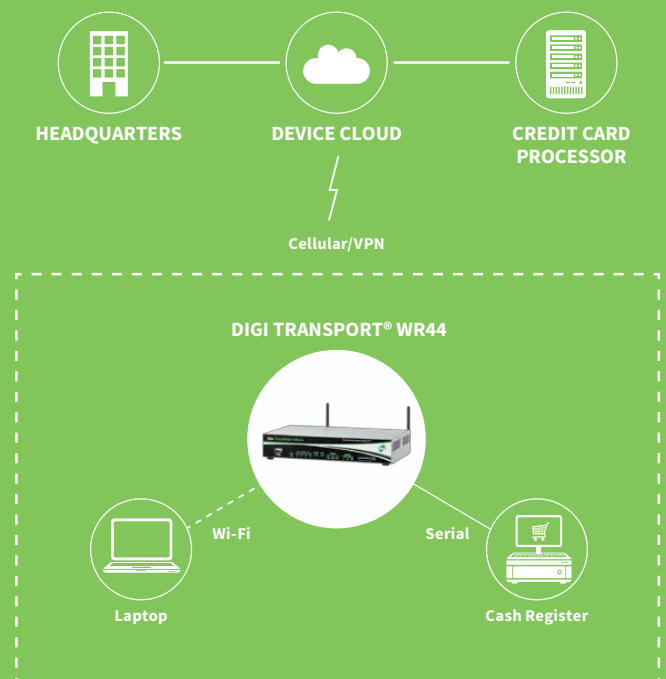 HEADQUARTERS
DEVICE CLOUD
CREDIT CARD
PROCESSOR
Cellular/VPN
DIGI TRANSPORT® WR44
Wi-Fi
Serial
Laptop
Cash Register